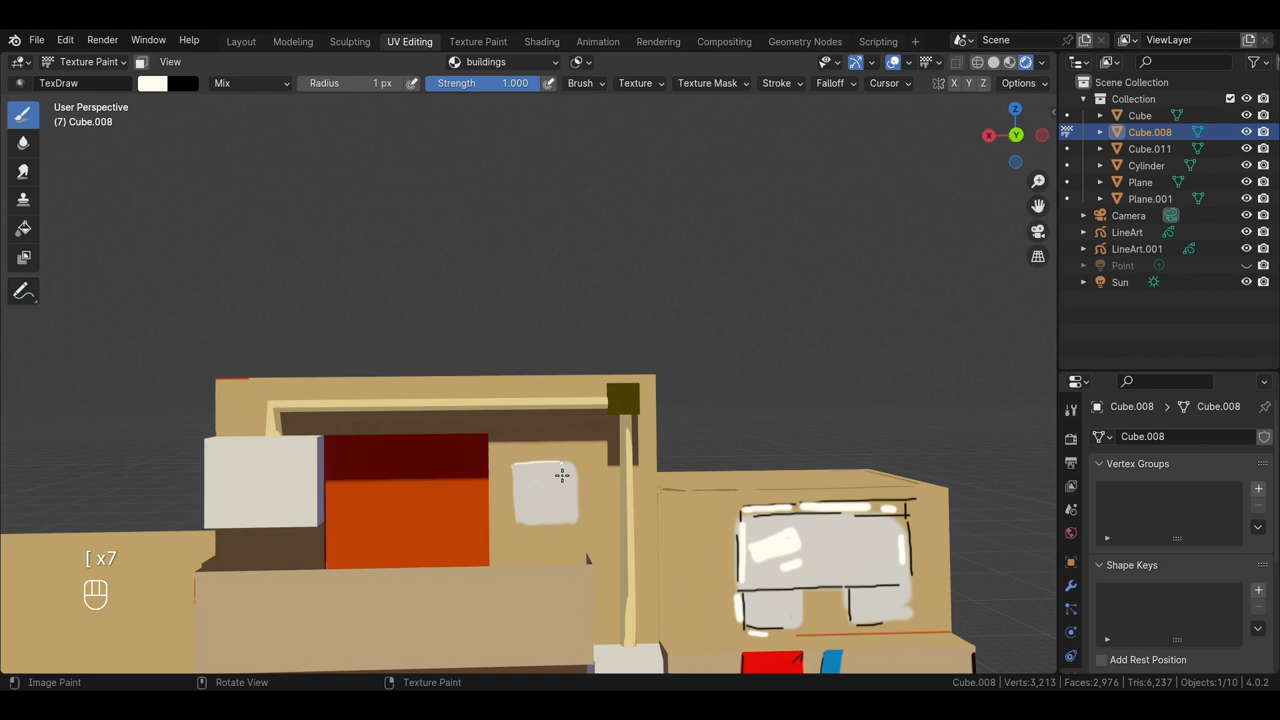 File Edit Render Window Help Layout Modeling Sculpting UV Editing Texture Paint Shading Animation Rendering Compositing Geometry Nodes Scripting + Scene ViewLayer
Texture Paint View buildings
TexDraw Mix Radius 1 px Strength 1.000 Brush Texture Texture Mask Stroke Falloff Cursor X Y Z Options
User Perspective
(7) Cube.008
Z
X Y
[ x7
Scene Collection
Collection
Cube
Cube.008
Cube.011
Cylinder
Plane
Plane.001
Camera
LineArt
LineArt.001
Point
Sun
Cube.008 > Cube.008
Cube.008
Vertex Groups
Shape Keys
Add Rest Position
Image Paint Rotate View Texture Paint Cube.008 | Verts:3,213 | Faces:2,976 | Tris:6,237 | Objects:1/10 | 4.0.2